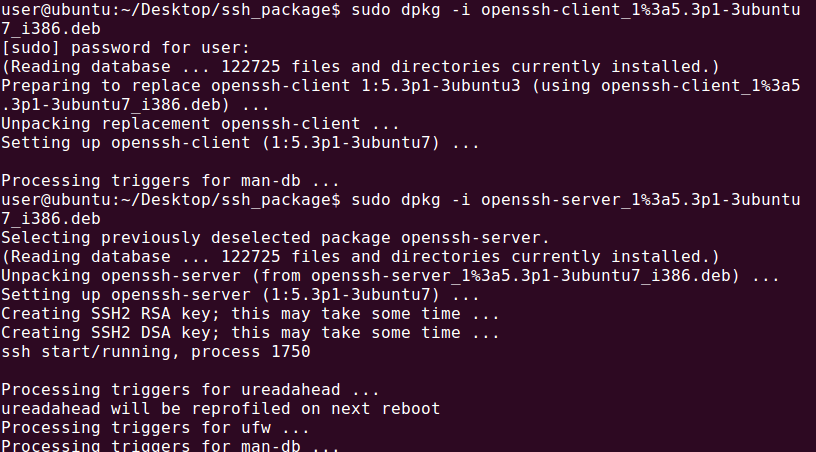 user@ubuntu:~/Desktop/ssh_package$ sudo dpkg -i openssh-client_1%3a5.3p1-3ubuntu
7_i386.deb
[sudo] password for user:
(Reading database ... 122725 files and directories currently installed.)
Preparing to replace openssh-client 1:5.3p1-3ubuntu3 (using openssh-client_1%3a5
.3p1-3ubuntu7_i386.deb) ...
Unpacking replacement openssh-client ...
Setting up openssh-client (1:5.3p1-3ubuntu7) ...
Processing triggers for man-db ...
user@ubuntu:~/Desktop/ssh_package$ sudo dpkg -i openssh-server_1%3a5.3p1-3ubuntu
7_i386.deb
Selecting previously deselected package openssh-server.
(Reading database ... 122725 files and directories currently installed.)
Unpacking openssh-server (from openssh-server_1%3a5.3p1-3ubuntu7_i386.deb) ...
Setting up openssh-server (1:5.3p1-3ubuntu7) ...
Creating SSH2 RSA key; this may take some time ...
Creating SSH2 DSA key; this may take some time ...
ssh start/running, process 1750
Processing triggers for ureadahead ...
ureadahead will be reprofiled on next reboot
Processing triggers for ufw ...
Processing triggers for man-db ...